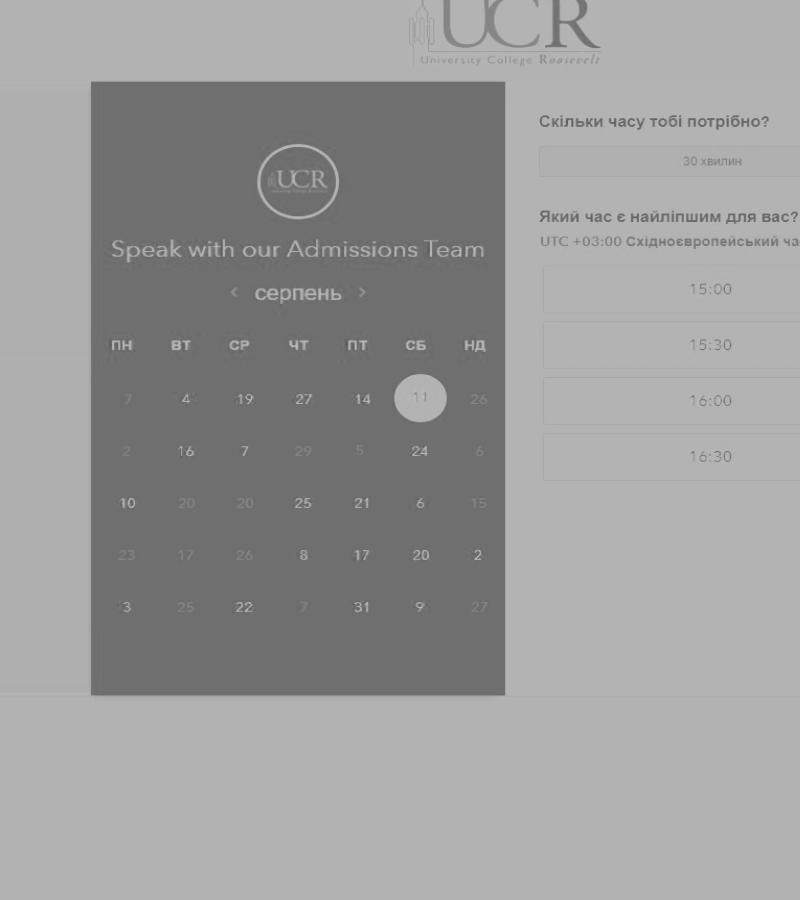 UCR
University College Roosevelt
UCR
Speak with our Admissions Team
серпень
ПН ВТ СР ЧТ ПТ СБ НД
7 4 19 27 14 11 26
2 16 7 29 5 24 6
10 20 20 25 21 6 15
23 17 26 8 17 20 2
3 25 22 7 31 9 27
Скільки часу тобі потрібно?
30 хвилин
Який час є найліпшим для вас?
UTC +03:00 Східноєвропейський ча
15:00
15:30
16:00
16:30